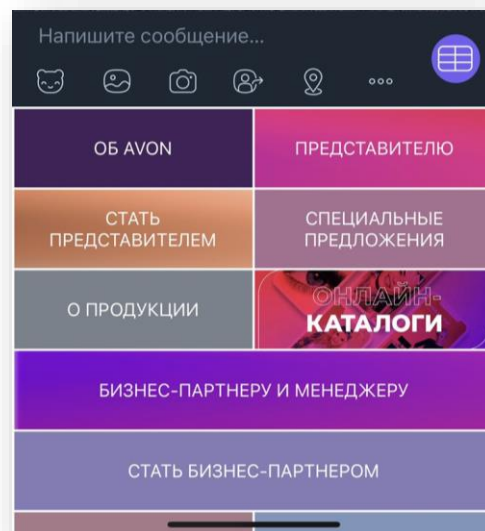 Напишите сообщение...
ОБ AVON
ПРЕДСТАВИТЕЛЮ
СТАТЬ
ПРЕДСТАВИТЕЛЕМ
СПЕЦИАЛЬНЫЕ
ПРЕДЛОЖЕНИЯ
О ПРОДУКЦИИ
ОНЛАЙН-
КАТАЛОГИ
БИЗНЕС-ПАРТНЕРУ И МЕНЕДЖЕРУ
СТАТЬ БИЗНЕС-ПАРТНЕРОМ